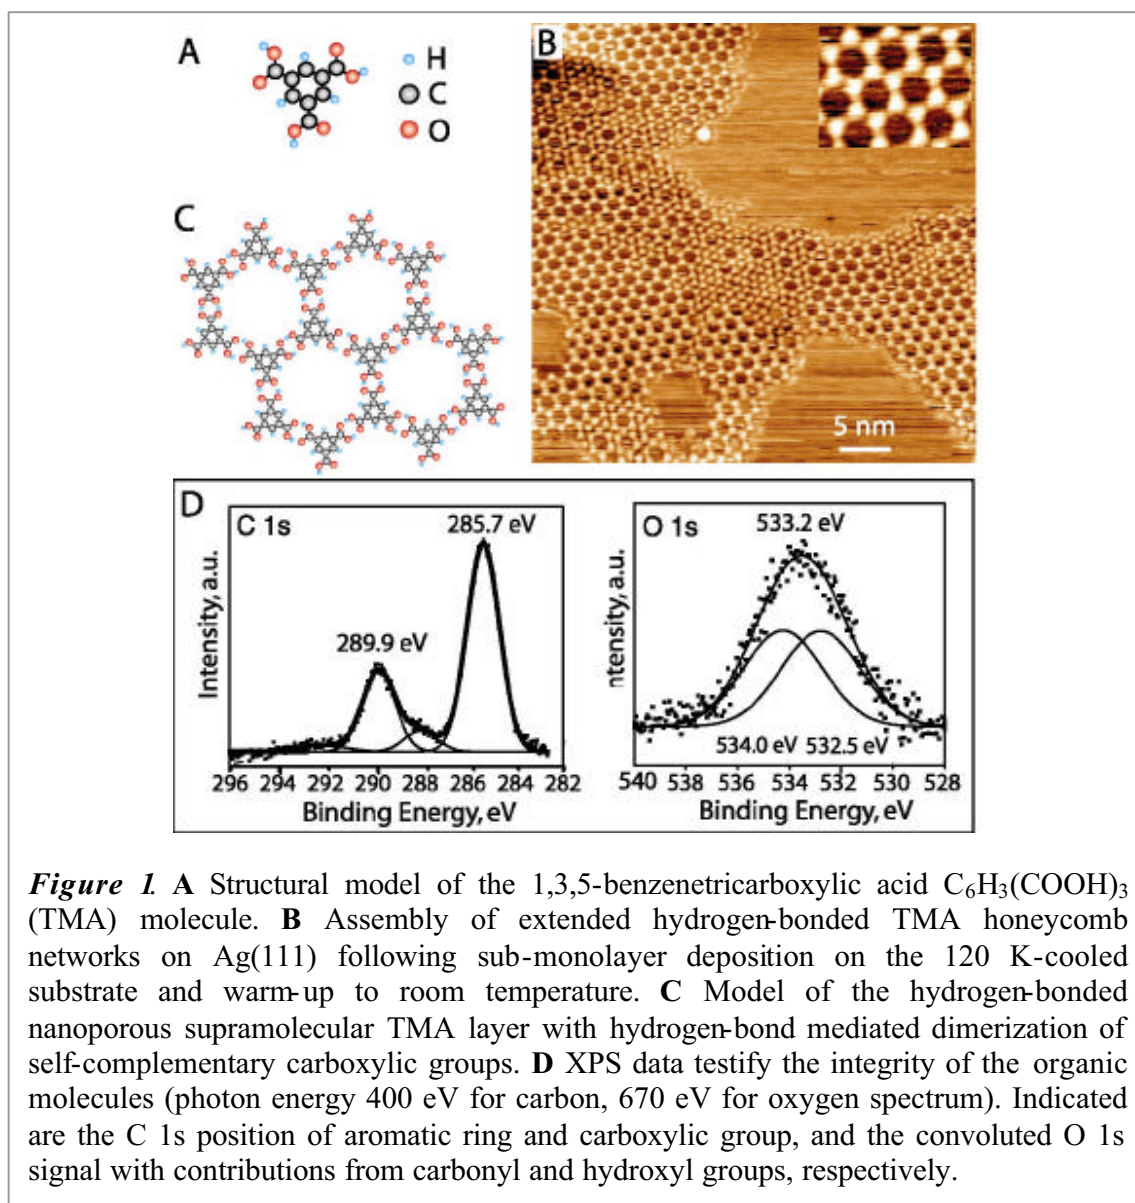 A
H
C
O
B
5 nm
C
D
C 1s
285.7 eV
289.9 eV
Intensity, a.u.
296 294 292 290 288 286 284 282
Binding Energy, eV
O 1s
533.2 eV
ntensity, a.u.
534.0 eV 532.5 eV
540 538 536 534 532 530 528
Binding Energy, eV
Figure 1. A Structural model of the 1,3,5-benzenetricarboxylic acid C₆H₃(COOH)₃
(TMA) molecule. B Assembly of extended hydrogen-bonded TMA honeycomb
networks on Ag(111) following sub-monolayer deposition on the 120 K-cooled
substrate and warm-up to room temperature. C Model of the hydrogen-bonded
nanoporous supramolecular TMA layer with hydrogen-bond mediated dimerization of
self-complementary carboxylic groups. D XPS data testify the integrity of the organic
molecules (photon energy 400 eV for carbon, 670 eV for oxygen spectrum). Indicated
are the C 1s position of aromatic ring and carboxylic group, and the convoluted O 1s
signal with contributions from carbonyl and hydroxyl groups, respectively.